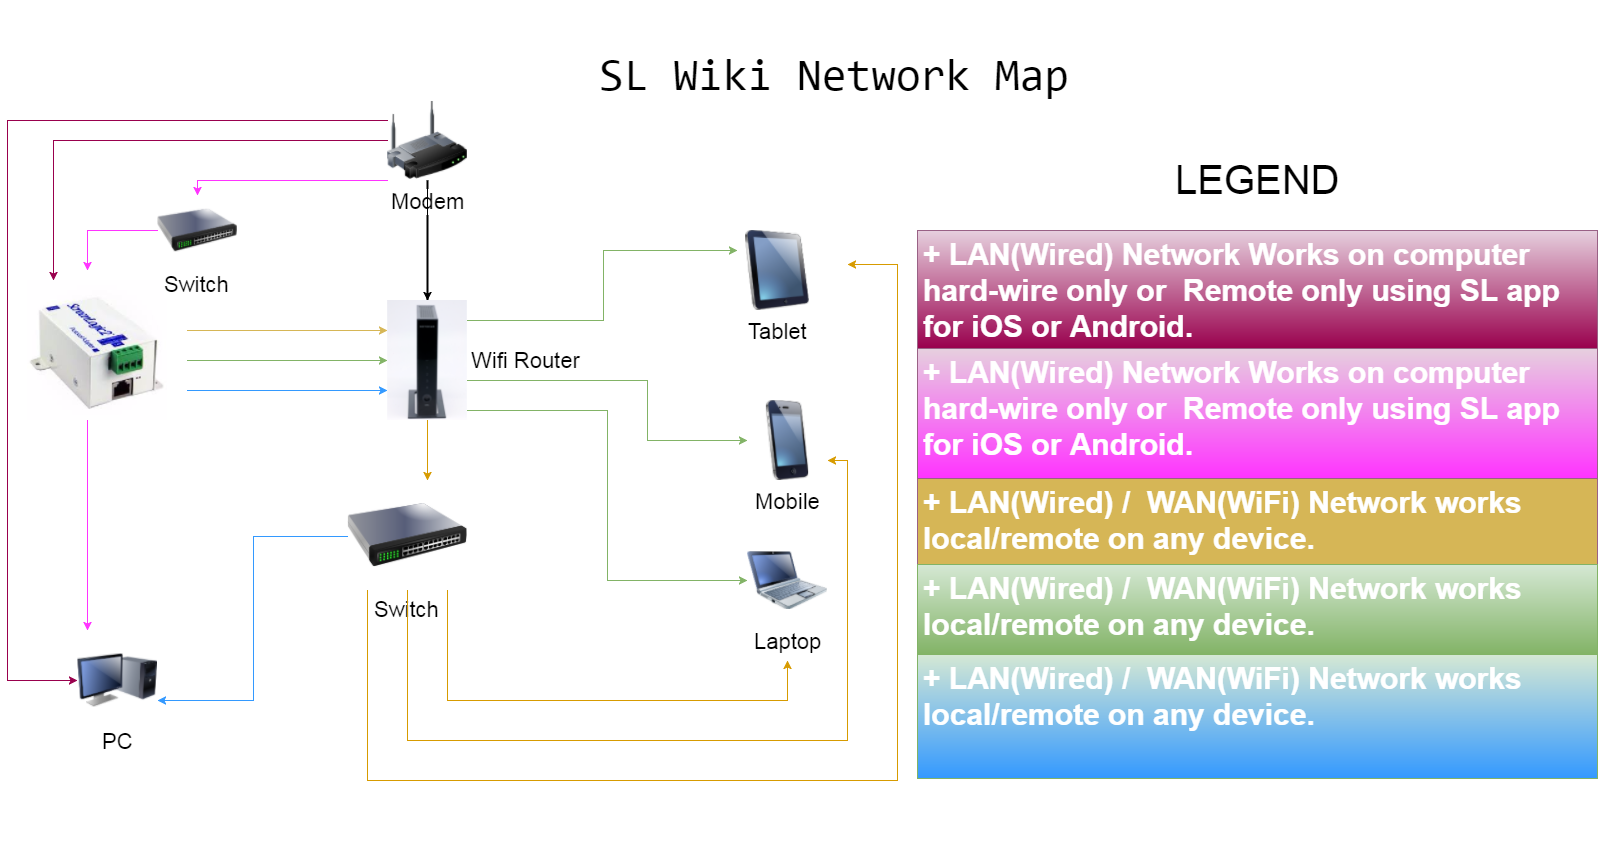 SL Wiki Network Map
LEGEND
Modem
Switch
ScreenLogic2
Wifi Router
Tablet
Mobile
Switch
Laptop
PC
+ LAN(Wired) Network Works on computer
hard-wire only or  Remote only using SL app
for iOS or Android.
+ LAN(Wired) Network Works on computer
hard-wire only or  Remote only using SL app
for iOS or Android.
+ LAN(Wired) /  WAN(WiFi) Network works
local/remote on any device.
+ LAN(Wired) /  WAN(WiFi) Network works
local/remote on any device.
+ LAN(Wired) /  WAN(WiFi) Network works
local/remote on any device.